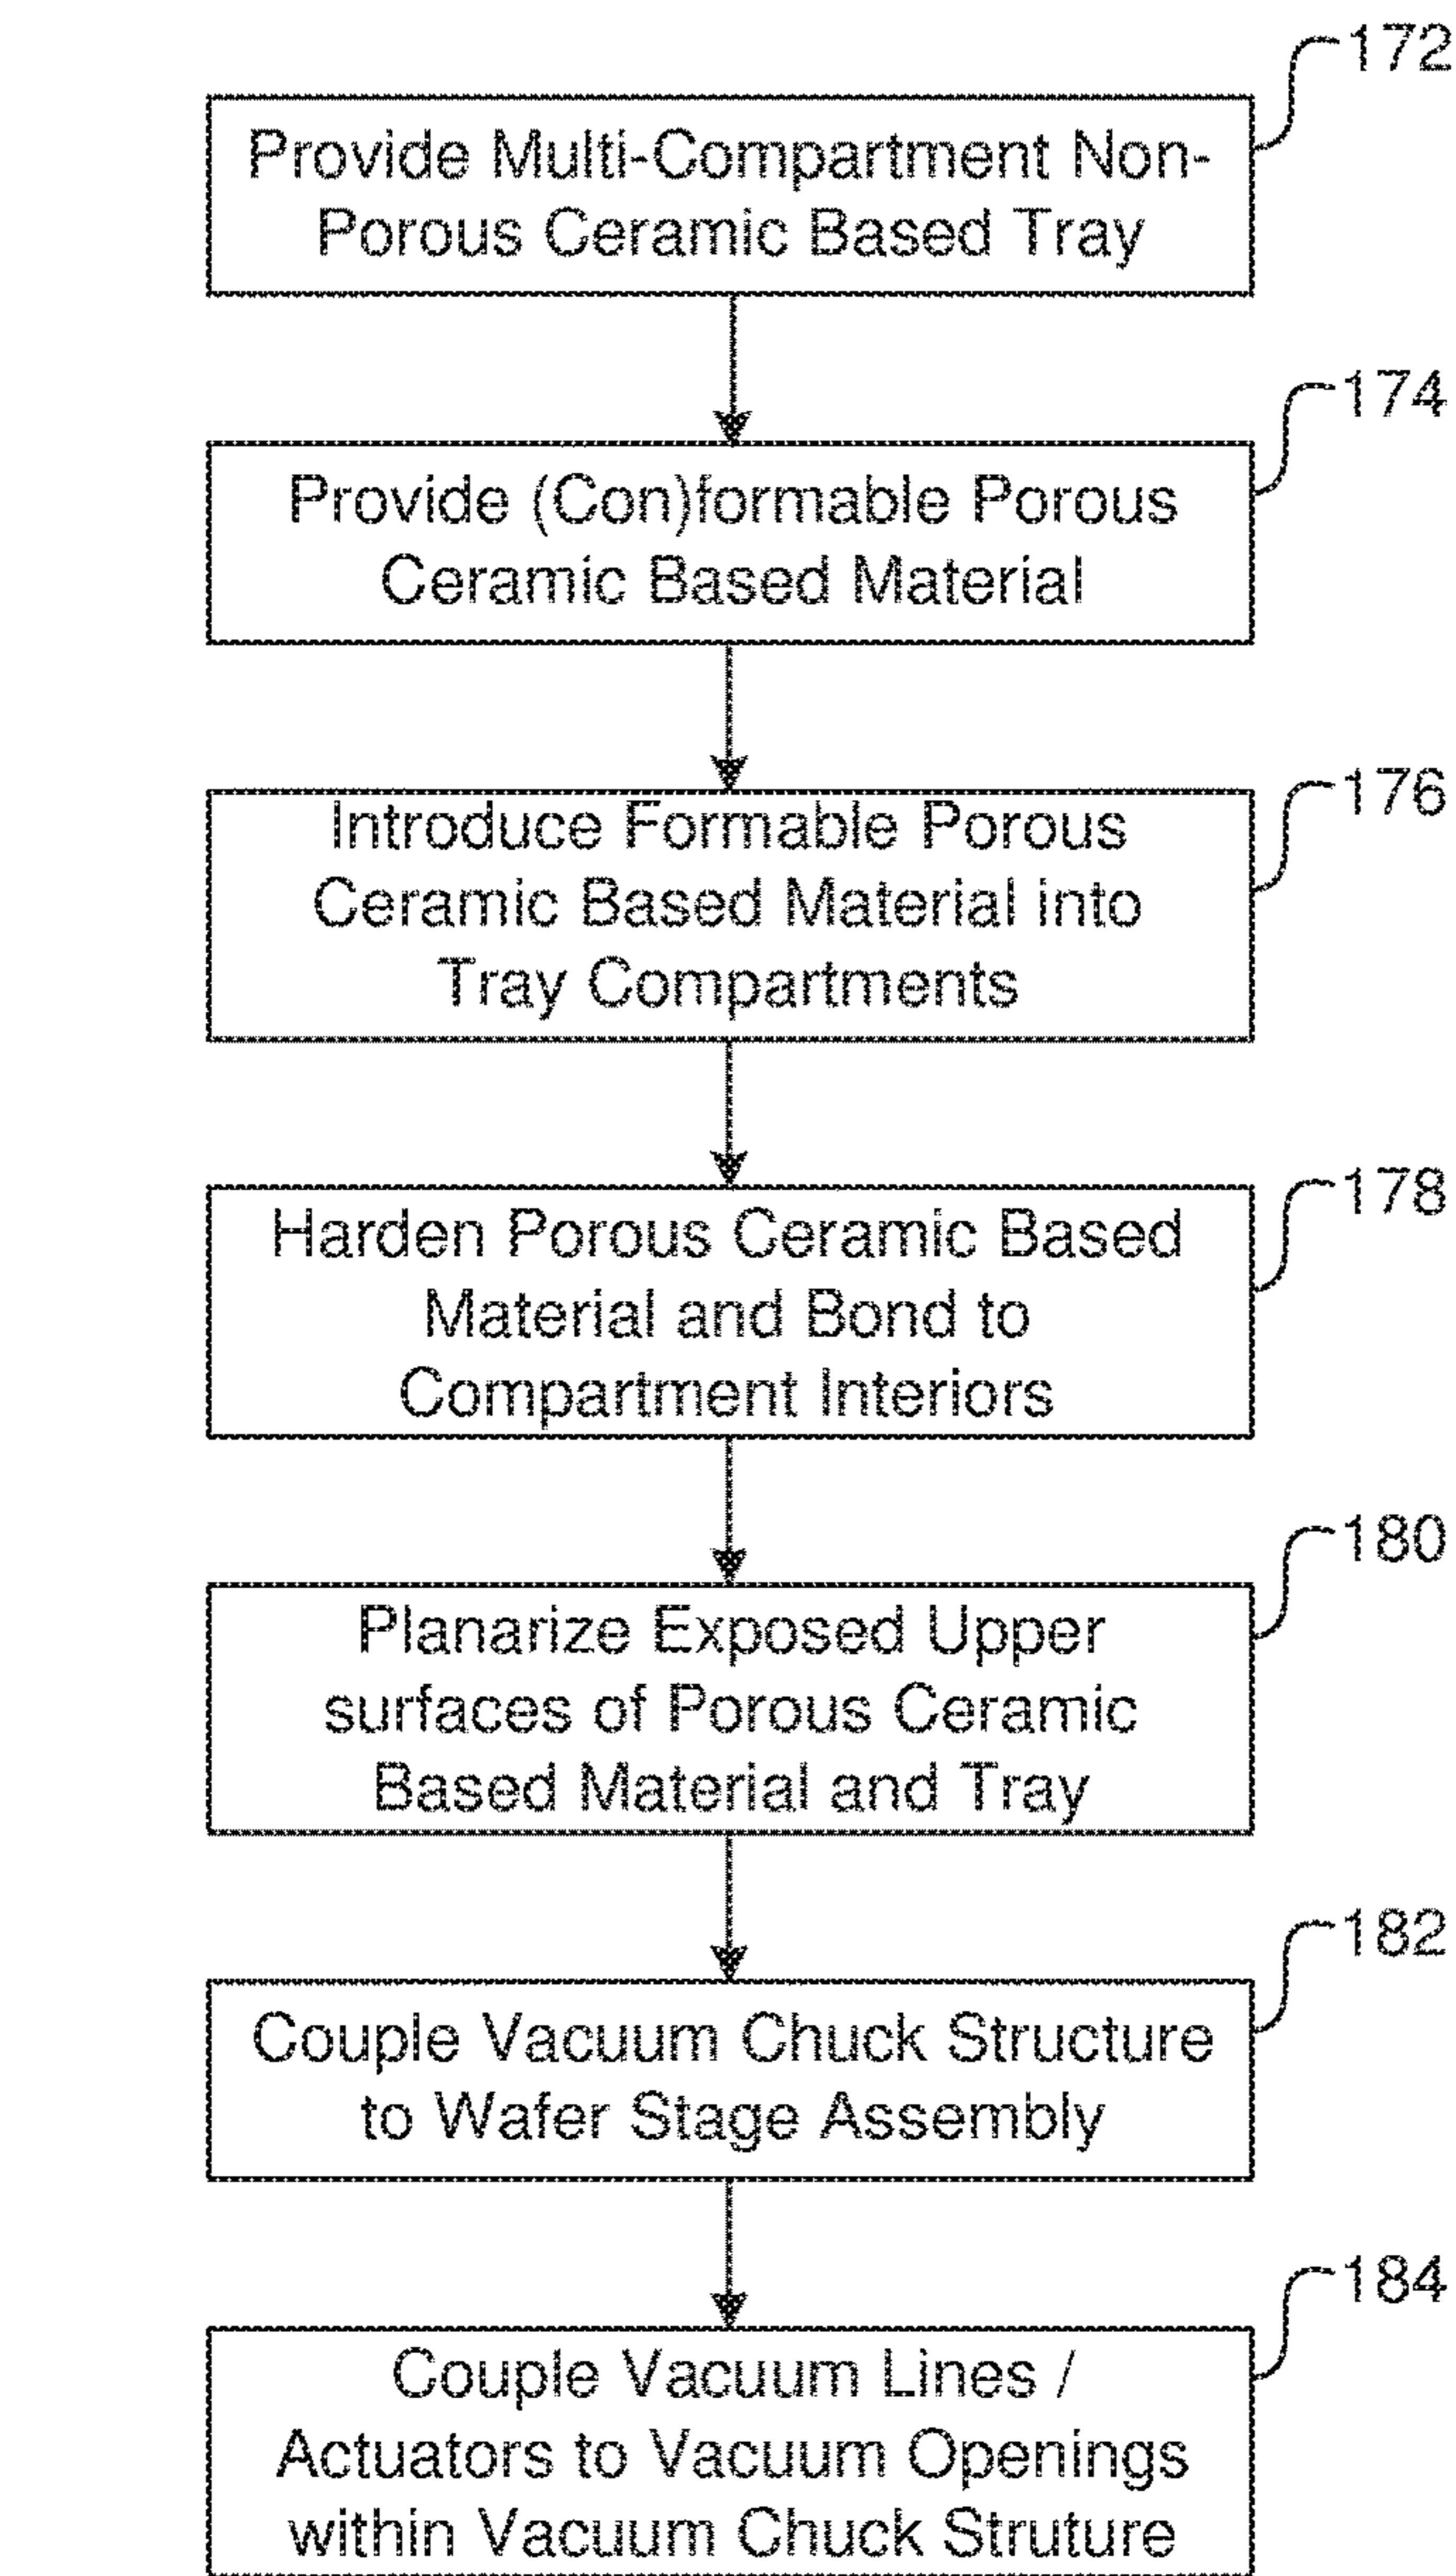 172
Provide Multi-Compartment Non-
Porous Ceramic Based Tray
174
Provide (Con)formable Porous
Ceramic Based Material
176
Introduce Formable Porous
Ceramic Based Material into
Tray Compartments
178
Harden Porous Ceramic Based
Material and Bond to
Compartment Interiors
180
Planarize Exposed Upper
surfaces of Porous Ceramic
Based Material and Tray
182
Couple Vacuum Chuck Structure
to Wafer Stage Assembly
184
Couple Vacuum Lines /
Actuators to Vacuum Openings
within Vacuum Chuck Struture